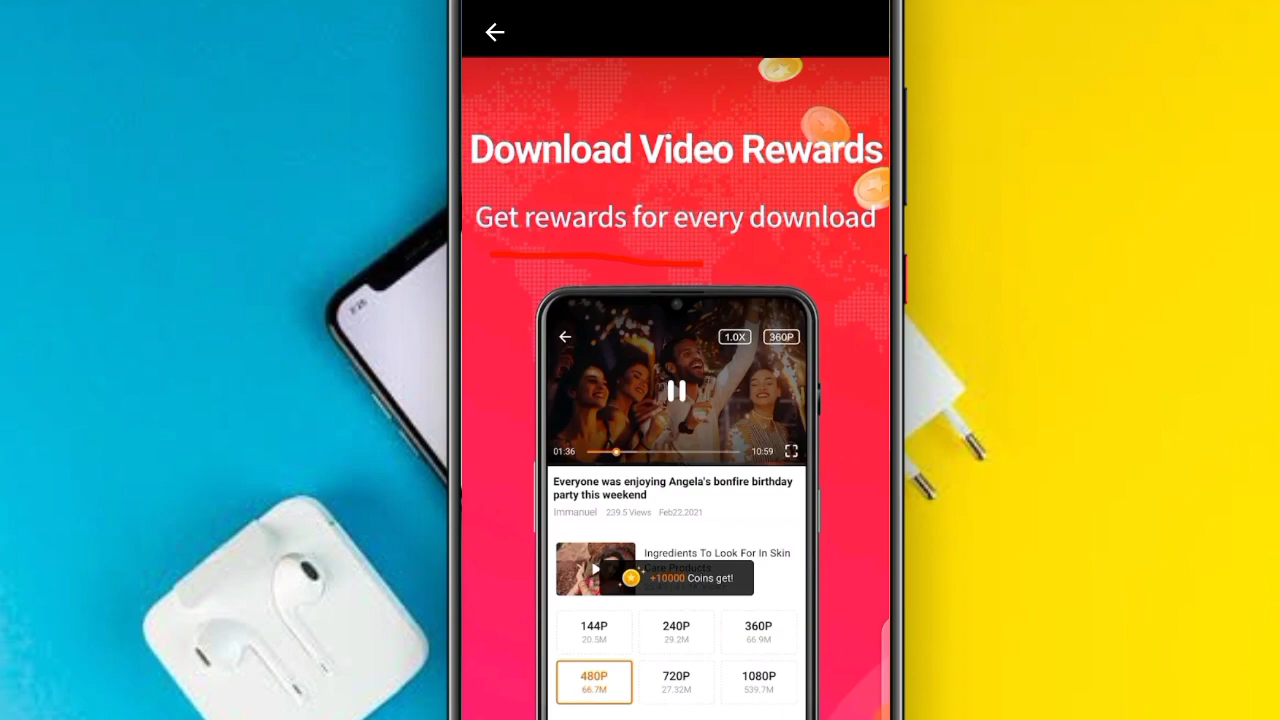 Download Video Rewards
Get rewards for every download
1.0X 360P
01:36 10:59
Everyone was enjoying Angela's bonfire birthday
party this weekend
Immanuel 239.5 Views Feb22.2021
Ingredients To Look For In Skin
Care Products
+10000 Coins get!
144P 240P 360P
20.5M 29.2M 66.9M
480P 720P 1080P
66.7M 27.32M 539.7M